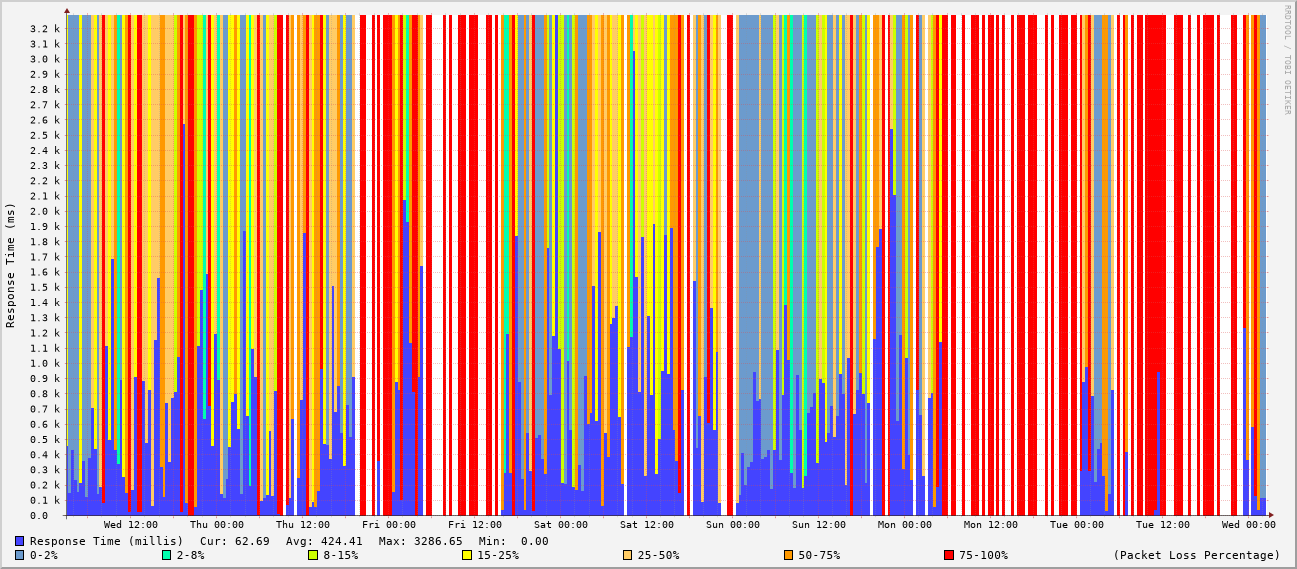 RRDTOOL / TOBI OETIKER
Response Time (ms)
3.2 k
3.1 k
3.0 k
2.9 k
2.8 k
2.7 k
2.6 k
2.5 k
2.4 k
2.3 k
2.2 k
2.1 k
2.0 k
1.9 k
1.8 k
1.7 k
1.6 k
1.5 k
1.4 k
1.3 k
1.2 k
1.1 k
1.0 k
0.9 k
0.8 k
0.7 k
0.6 k
0.5 k
0.4 k
0.3 k
0.2 k
0.1 k
0.0
Wed 12:00 Thu 00:00 Thu 12:00 Fri 00:00 Fri 12:00 Sat 00:00 Sat 12:00 Sun 00:00 Sun 12:00 Mon 00:00 Mon 12:00 Tue 00:00 Tue 12:00 Wed 00:00
Response Time (millis) Cur: 62.69 Avg: 424.41 Max: 3286.65 Min: 0.00
0-2% 2-8% 8-15% 15-25% 25-50% 50-75% 75-100% (Packet Loss Percentage)